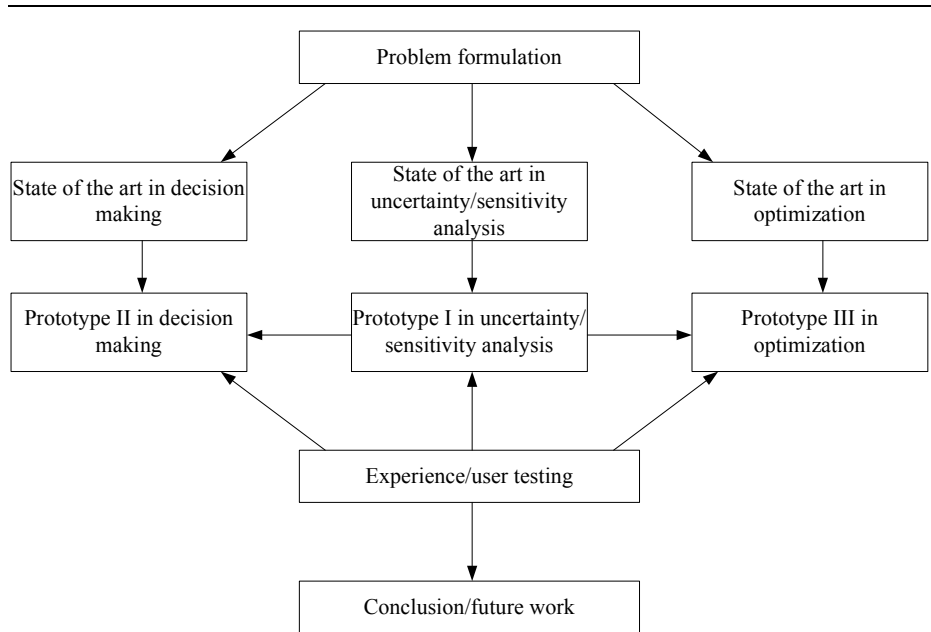 Problem formulation
State of the art in decision
making
State of the art in
uncertainty/sensitivity
analysis
State of the art in
optimization
Prototype II in decision
making
Prototype I in uncertainty/
sensitivity analysis
Prototype III in
optimization
Experience/user testing
Conclusion/future work